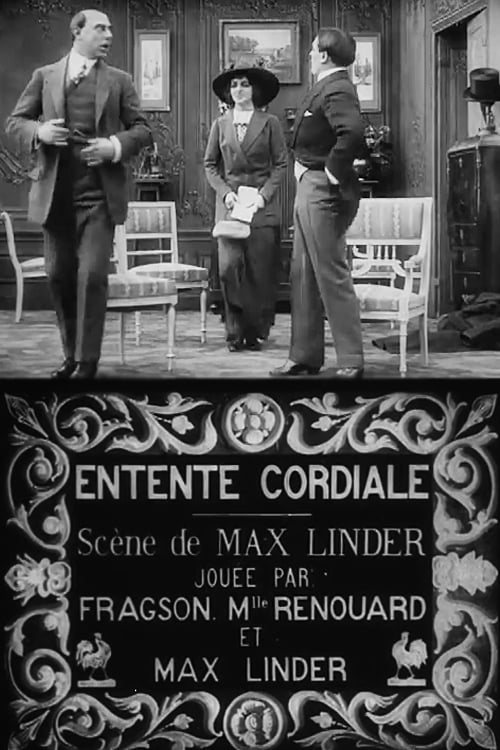 ENTENTE CORDIALE
Scène de MAX LINDER
JOUÉE PAR
FRAGSON. Mlle RENOUARD
ET
MAX LINDER